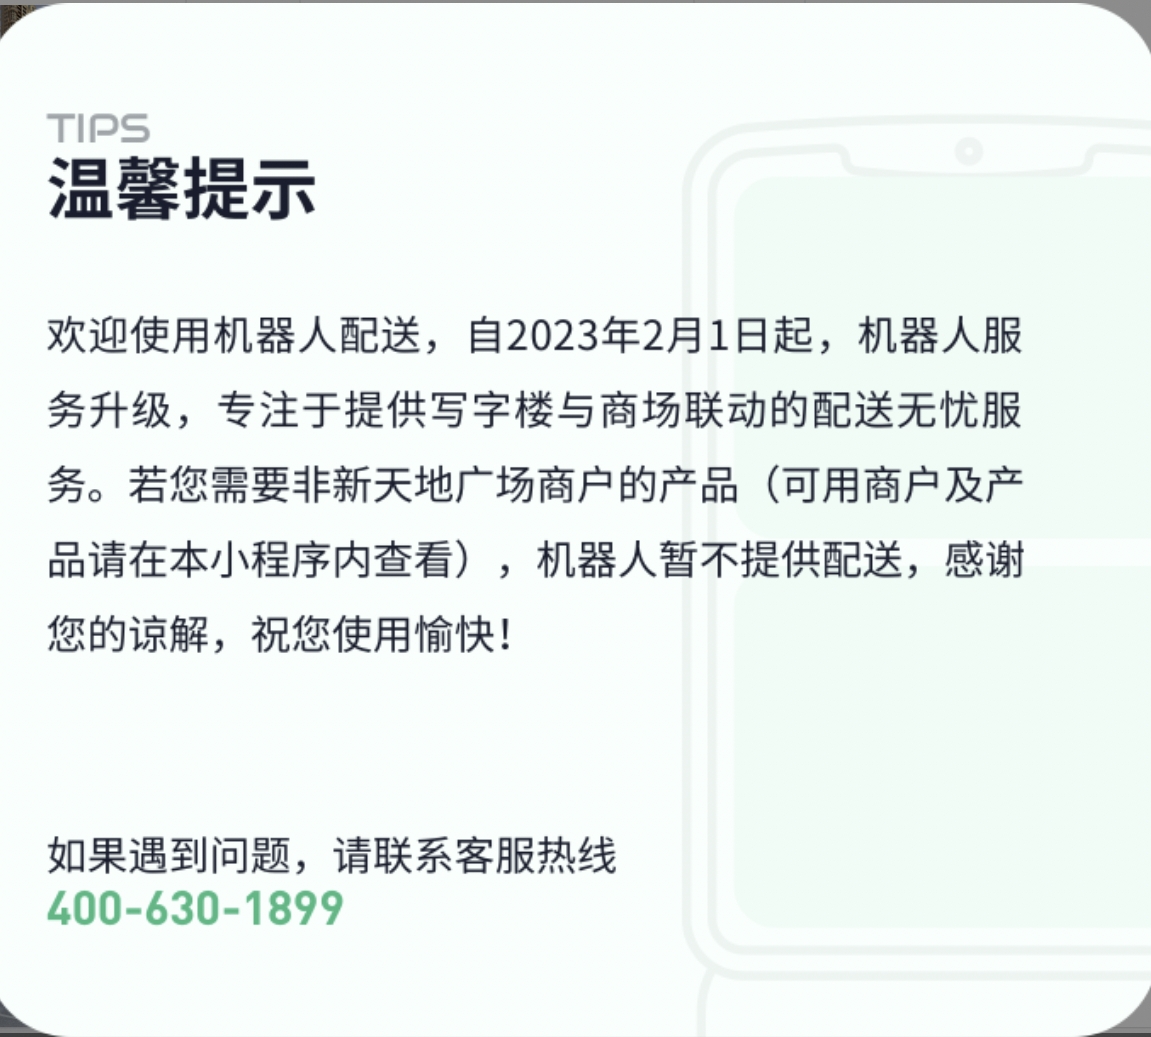 TIPS
温馨提示
欢迎使用机器人配送，自2023年2月1日起，机器人服
务升级，专注于提供写字楼与商场联动的配送无忧服
务。若您需要非新天地广场商户的产品（可用商户及产
品请在本小程序内查看），机器人暂不提供配送，感谢
您的谅解，祝您使用愉快！
如果遇到问题，请联系客服热线
400-630-1899